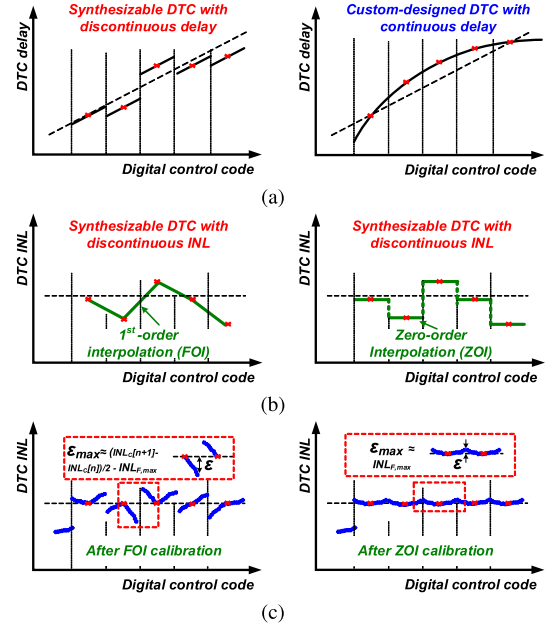 Synthesizable DTC with
discontinuous delay
DTC delay
Digital control code
Custom-designed DTC with
continuous delay
DTC delay
Digital control code
(a)
Synthesizable DTC with
discontinuous INL
DTC INL
1st-order
interpolation (FOI)
Digital control code
Synthesizable DTC with
discontinuous INL
DTC INL
Zero-order
Interpolation (ZOI)
Digital control code
(b)
DTC INL
εmax≈ (INLC[n+1]-
INLC[n])/2 - INLF,max
ε
After FOI calibration
Digital control code
DTC INL
εmax ≈
INLF,max
ε
After ZOI calibration
Digital control code
(c)